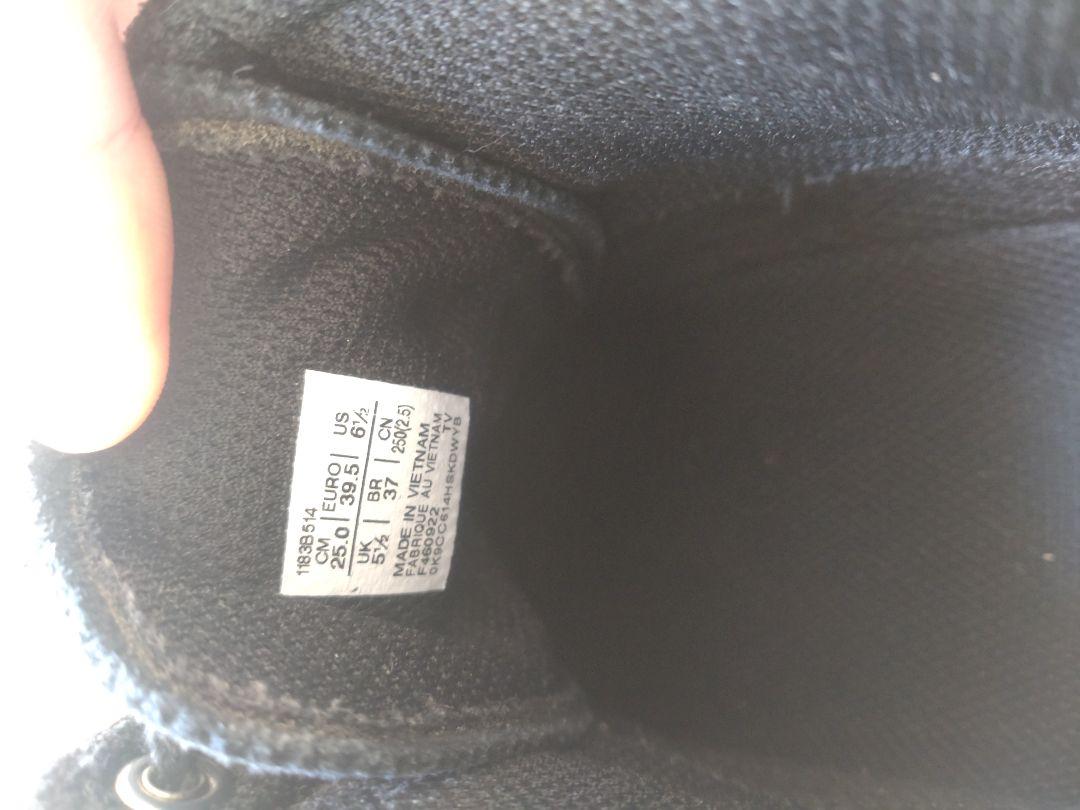 1183B514
CM EURO US
25.0 39.5 6½
UK BR CN
5½ 37 250(2.5)
MADE IN VIETNAM
FABRIQUE AU VIETNAM
F460922 TV
0K9CC614HSKDWYB